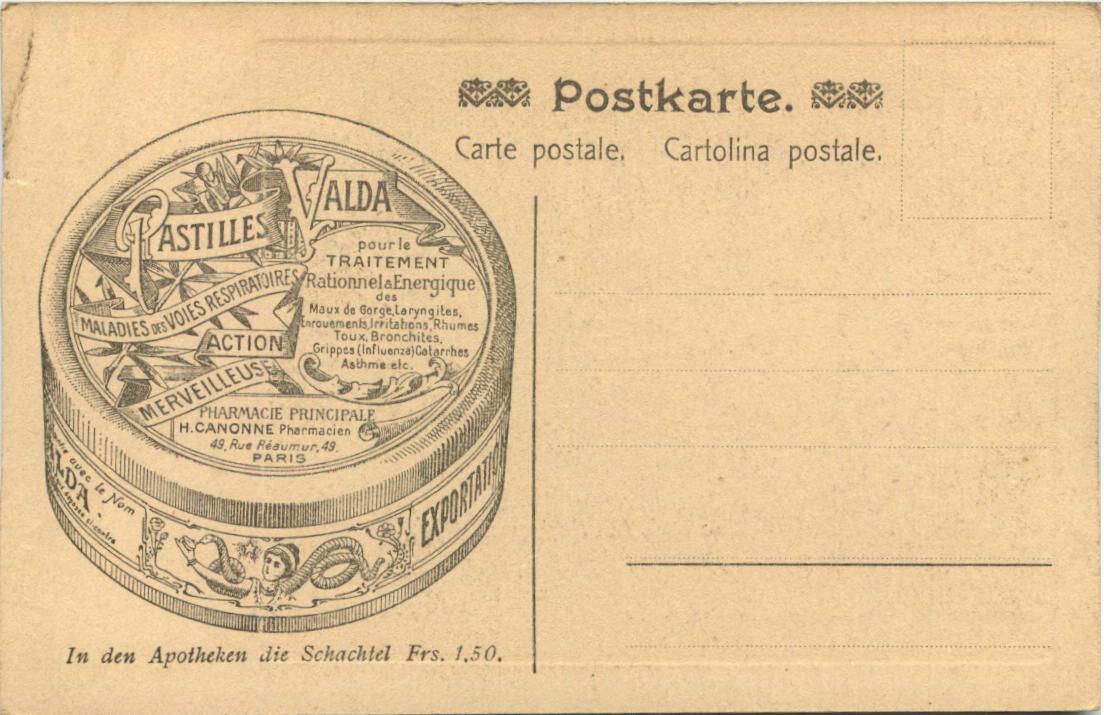 Postkarte.
Carte postale. Cartolina postale.
PASTILLES VALDA
pour le
TRAITEMENT
Rationnel & Energique
des
Maux de Gorge, Laryngites,
Enrouements, Irritations, Rhumes
Toux, Bronchites,
Grippes (Influenza) Catarrhes
Asthme etc.
MALADIES DES VOIES RESPIRATOIRES
ACTION
MERVEILLEUSE
PHARMACIE PRINCIPALE
H. CANONNE Pharmacien
49, Rue Réaumur, 49.
PARIS
avec le Nom
EXPORTATION
In den Apotheken die Schachtel Frs. 1.50.